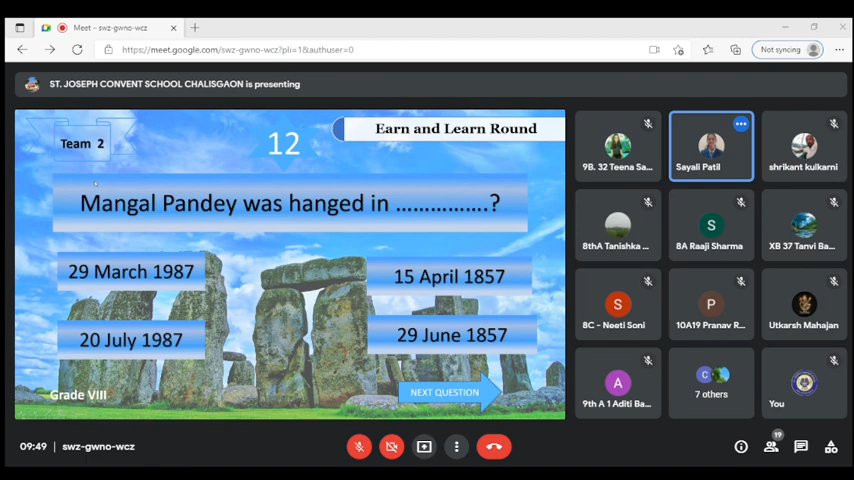 Meet – swz-gwno-wcz
https://meet.google.com/swz-gwno-wcz?pli=1&authuser=0
Not syncing
ST. JOSEPH CONVENT SCHOOL CHALISGAON is presenting
Team 2
12
Earn and Learn Round
Mangal Pandey was hanged in …………….?
29 March 1987
15 April 1857
20 July 1987
29 June 1857
Grade VIII
NEXT QUESTION
9B. 32 Teena Sa...
Sayali Patil
shrikant kulkarni
8thA Tanishka ...
8A Raaji Sharma
XB 37 Tanvi Ba...
8C - Neeti Soni
10A19 Pranav R...
Utkarsh Mahajan
9th A 1 Aditi Ba...
7 others
You
S
S
P
A
C
09:49 | swz-gwno-wcz
19